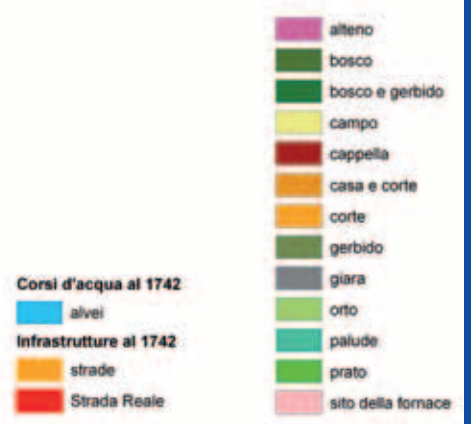 Corsi d'acqua al 1742
alvei
Infrastrutture al 1742
strade
Strada Reale
alteno
bosco
bosco e gerbido
campo
cappella
casa e corte
corte
gerbido
giara
orto
palude
prato
sito della fornace